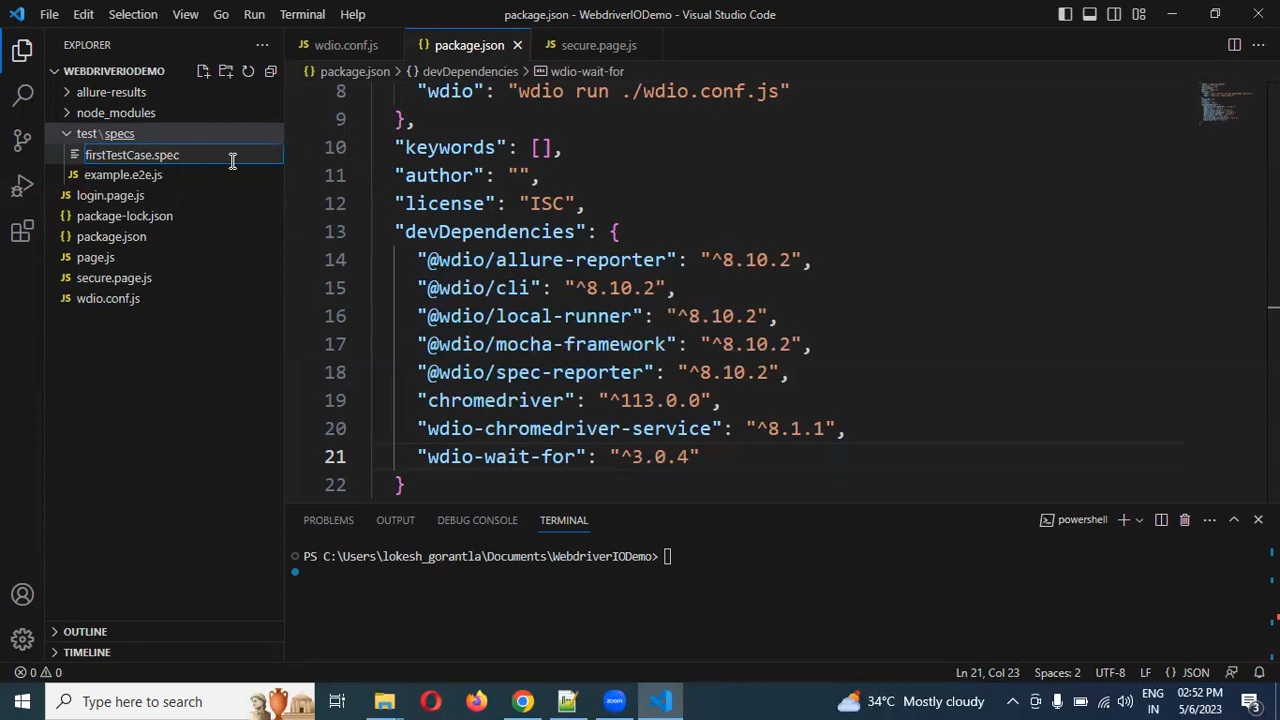 File Edit Selection View Go Run Terminal Help
package.json - WebdriverIODemo - Visual Studio Code
EXPLORER
WEBDRIVERIODEMO
allure-results
node_modules
test\specs
firstTestCase.spec
example.e2e.js
login.page.js
package-lock.json
package.json
page.js
secure.page.js
wdio.conf.js
OUTLINE
TIMELINE
wdio.conf.js
package.json
secure.page.js
package.json > {} devDependencies > wdio-wait-for
8 "wdio": "wdio run ./wdio.conf.js"
9 },
10 "keywords": [],
11 "author": "",
12 "license": "ISC",
13 "devDependencies": {
14 "@wdio/allure-reporter": "^8.10.2",
15 "@wdio/cli": "^8.10.2",
16 "@wdio/local-runner": "^8.10.2",
17 "@wdio/mocha-framework": "^8.10.2",
18 "@wdio/spec-reporter": "^8.10.2",
19 "chromedriver": "^113.0.0",
20 "wdio-chromedriver-service": "^8.1.1",
21 "wdio-wait-for": "^3.0.4"
22 }
PROBLEMS OUTPUT DEBUG CONSOLE TERMINAL
powershell
PS C:\Users\lokesh_gorantla\Documents\WebdriverIODemo>
0 0
Ln 21, Col 23 Spaces: 2 UTF-8 LF {} JSON
Type here to search
zoom
34°C Mostly cloudy
ENG
IN
02:52 PM
5/6/2023
3